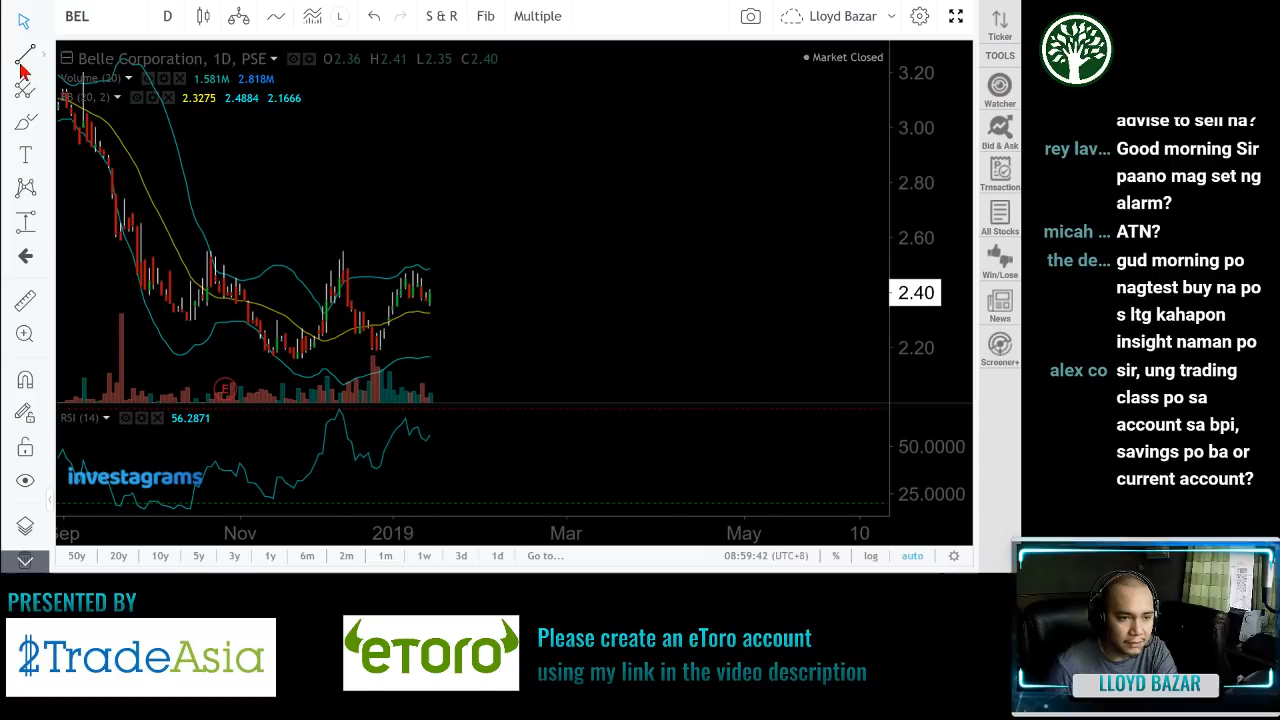 BEL
D
L
S & R
Fib
Multiple
Lloyd Bazar
Ticker
TOOLS
Watcher
Bid & Ask
Trnsaction
All Stocks
Win/Lose
News
Screener+
Belle Corporation, 1D, PSE
O2.36 H2.41 L2.35 C2.40
Market Closed
Volume (20)
1.581M 2.818M
BB (20, 2)
2.3275 2.4884 2.1666
3.20
3.00
2.80
2.60
2.40
2.20
E
RSI (14)
56.2871
50.0000
25.0000
investagrams
Sep Nov 2019 Mar May 10
50y 20y 10y 5y 3y 1y 6m 2m 1m 1w 3d 1d Go to...
08:59:42 (UTC+8)
% log auto
advise to sell na?
rey lav... Good morning Sir
paano mag set ng
alarm?
micah ... ATN?
the de... gud morning po
nagtest buy na po
s ltg kahapon
insight naman po
alex co sir, ung trading
class po sa
account sa bpi,
savings po ba or
current account?
PRESENTED BY
2TradeAsia
eToro
Please create an eToro account
using my link in the video description
LLOYD BAZAR